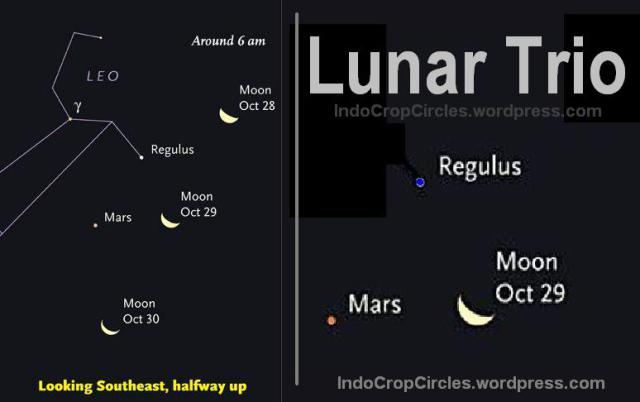 Around 6 am
LEO
γ
Moon
Oct 28
Regulus
Moon
Oct 29
Mars
Moon
Oct 30
Looking Southeast, halfway up
Lunar Trio
IndoCropCircles.wordpress.com
Regulus
Moon
Oct 29
Mars
IndoCropCircles.wordpress.com